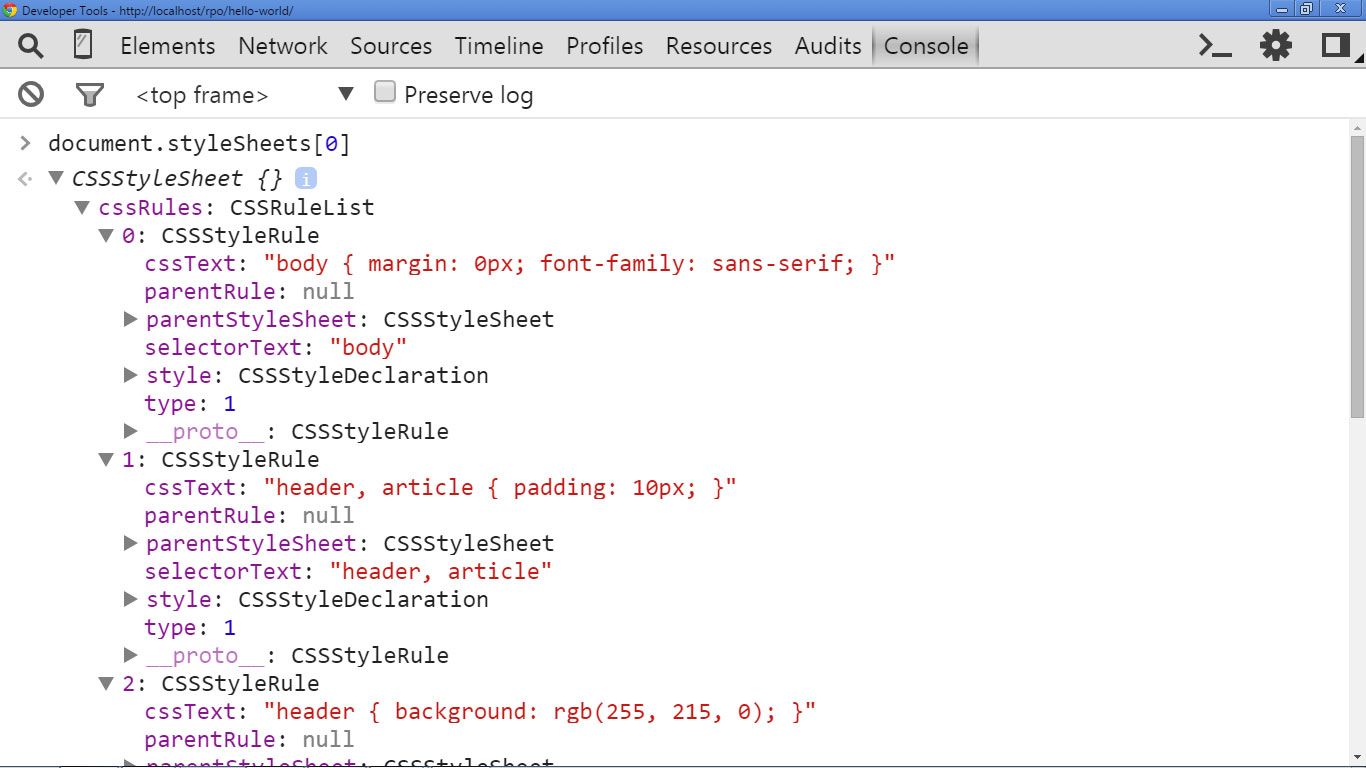 Developer Tools - http://localhost/rpo/hello-world/
Elements Network Sources Timeline Profiles Resources Audits Console
<top frame> ▼ Preserve log
> document.styleSheets[0]
▼ CSSStyleSheet {} i
▼ cssRules: CSSRuleList
▼ 0: CSSStyleRule
cssText: "body { margin: 0px; font-family: sans-serif; }"
parentRule: null
▶ parentStyleSheet: CSSStyleSheet
selectorText: "body"
▶ style: CSSStyleDeclaration
type: 1
▶ __proto__: CSSStyleRule
▼ 1: CSSStyleRule
cssText: "header, article { padding: 10px; }"
parentRule: null
▶ parentStyleSheet: CSSStyleSheet
selectorText: "header, article"
▶ style: CSSStyleDeclaration
type: 1
▶ __proto__: CSSStyleRule
▼ 2: CSSStyleRule
cssText: "header { background: rgb(255, 215, 0); }"
parentRule: null
▶ parentStyleSheet: CSSStyleSheet